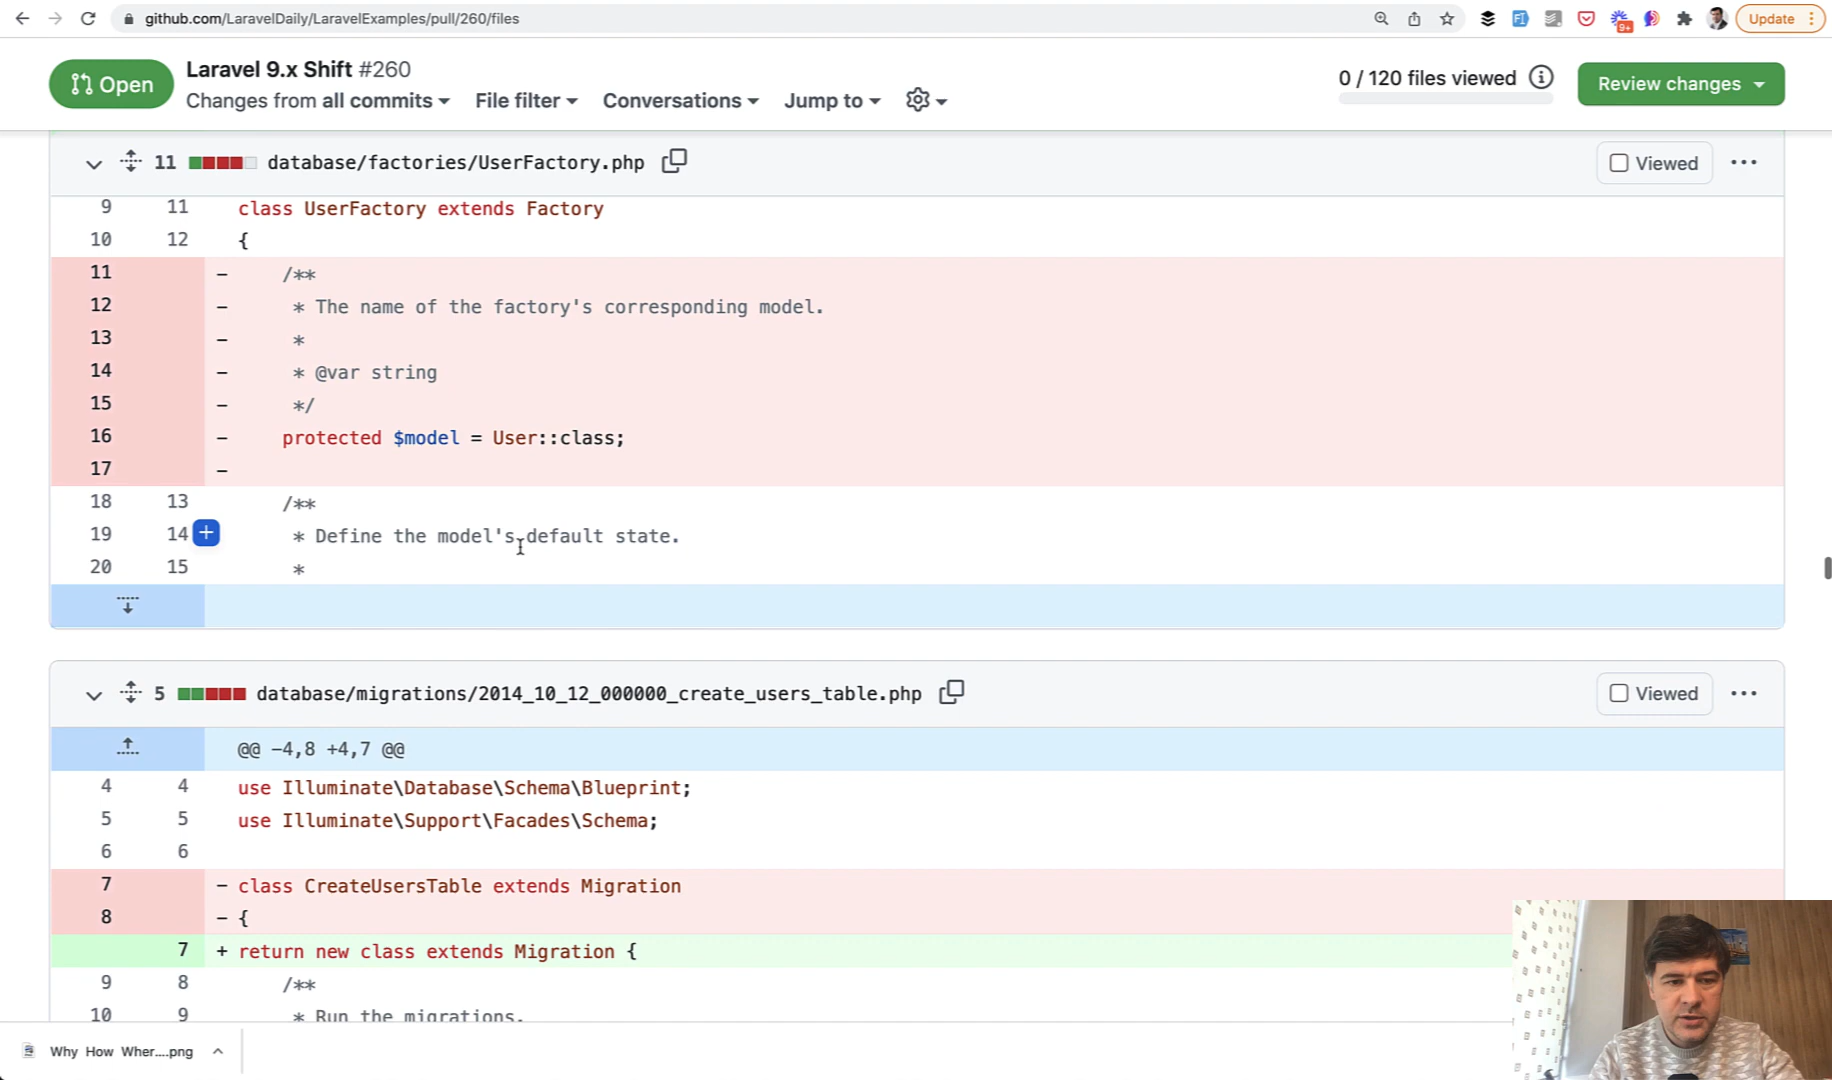 github.com/LaravelDaily/LaravelExamples/pull/260/files
9+
Update
Open
Laravel 9.x Shift #260
Changes from all commits
File filter
Conversations
Jump to
0 / 120 files viewed
Review changes
11 database/factories/UserFactory.php
Viewed
9 11 class UserFactory extends Factory
10 12 {
11 - /**
12 - * The name of the factory's corresponding model.
13 - *
14 - * @var string
15 - */
16 - protected $model = User::class;
17 -
18 13 /**
19 14 + * Define the model's default state.
20 15 *
5 database/migrations/2014_10_12_000000_create_users_table.php
Viewed
@@ -4,8 +4,7 @@
4 4 use Illuminate\Database\Schema\Blueprint;
5 5 use Illuminate\Support\Facades\Schema;
6 6
7 - class CreateUsersTable extends Migration
8 - {
7 + return new class extends Migration {
9 8 /**
10 9 * Run the migrations.
Why How Wher....png